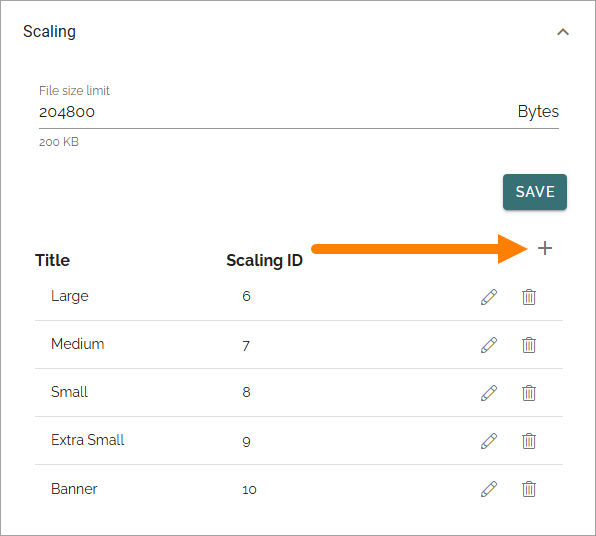 Scaling
File size limit
204800 Bytes
200 KB
SAVE
Title Scaling ID
Large 6
Medium 7
Small 8
Extra Small 9
Banner 10